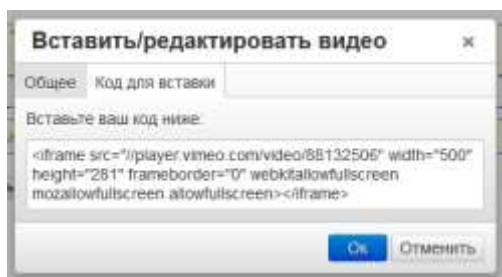 Вставить/редактировать видео ×
Общее Код для вставки
Вставьте ваш код ниже:
<iframe src="//player.vimeo.com/video/88132506" width="500"
height="281" frameborder="0" webkitallowfullscreen
mozallowfullscreen allowfullscreen></iframe>
Ок Отменить